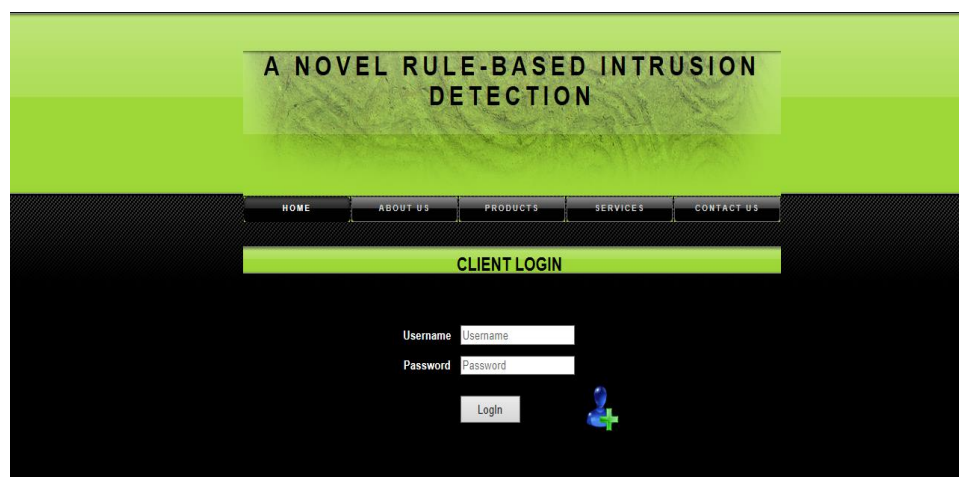 A NOVEL RULE-BASED INTRUSION
DETECTION
HOME ABOUT US PRODUCTS SERVICES CONTACT US
CLIENT LOGIN
Username Username
Password Password
LogIn